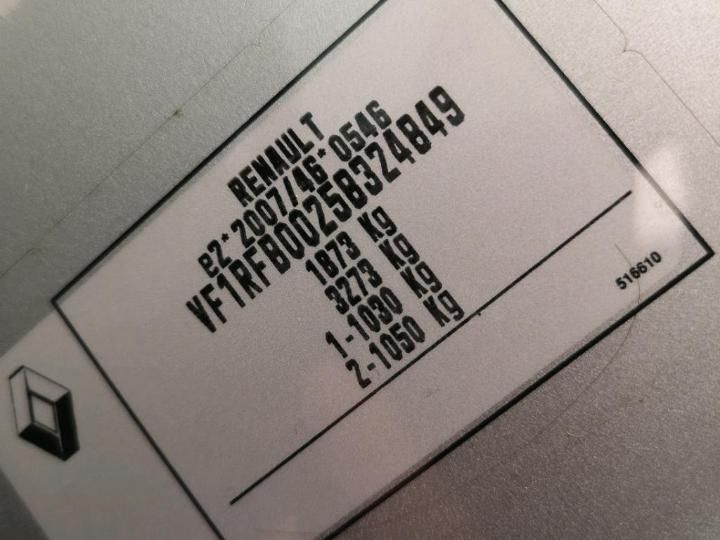 RENAULT
e2*2007/46*0546
VF1RFB00258324849
1873 Kg
3273 Kg
1-1030 Kg
2-1050 Kg
516610